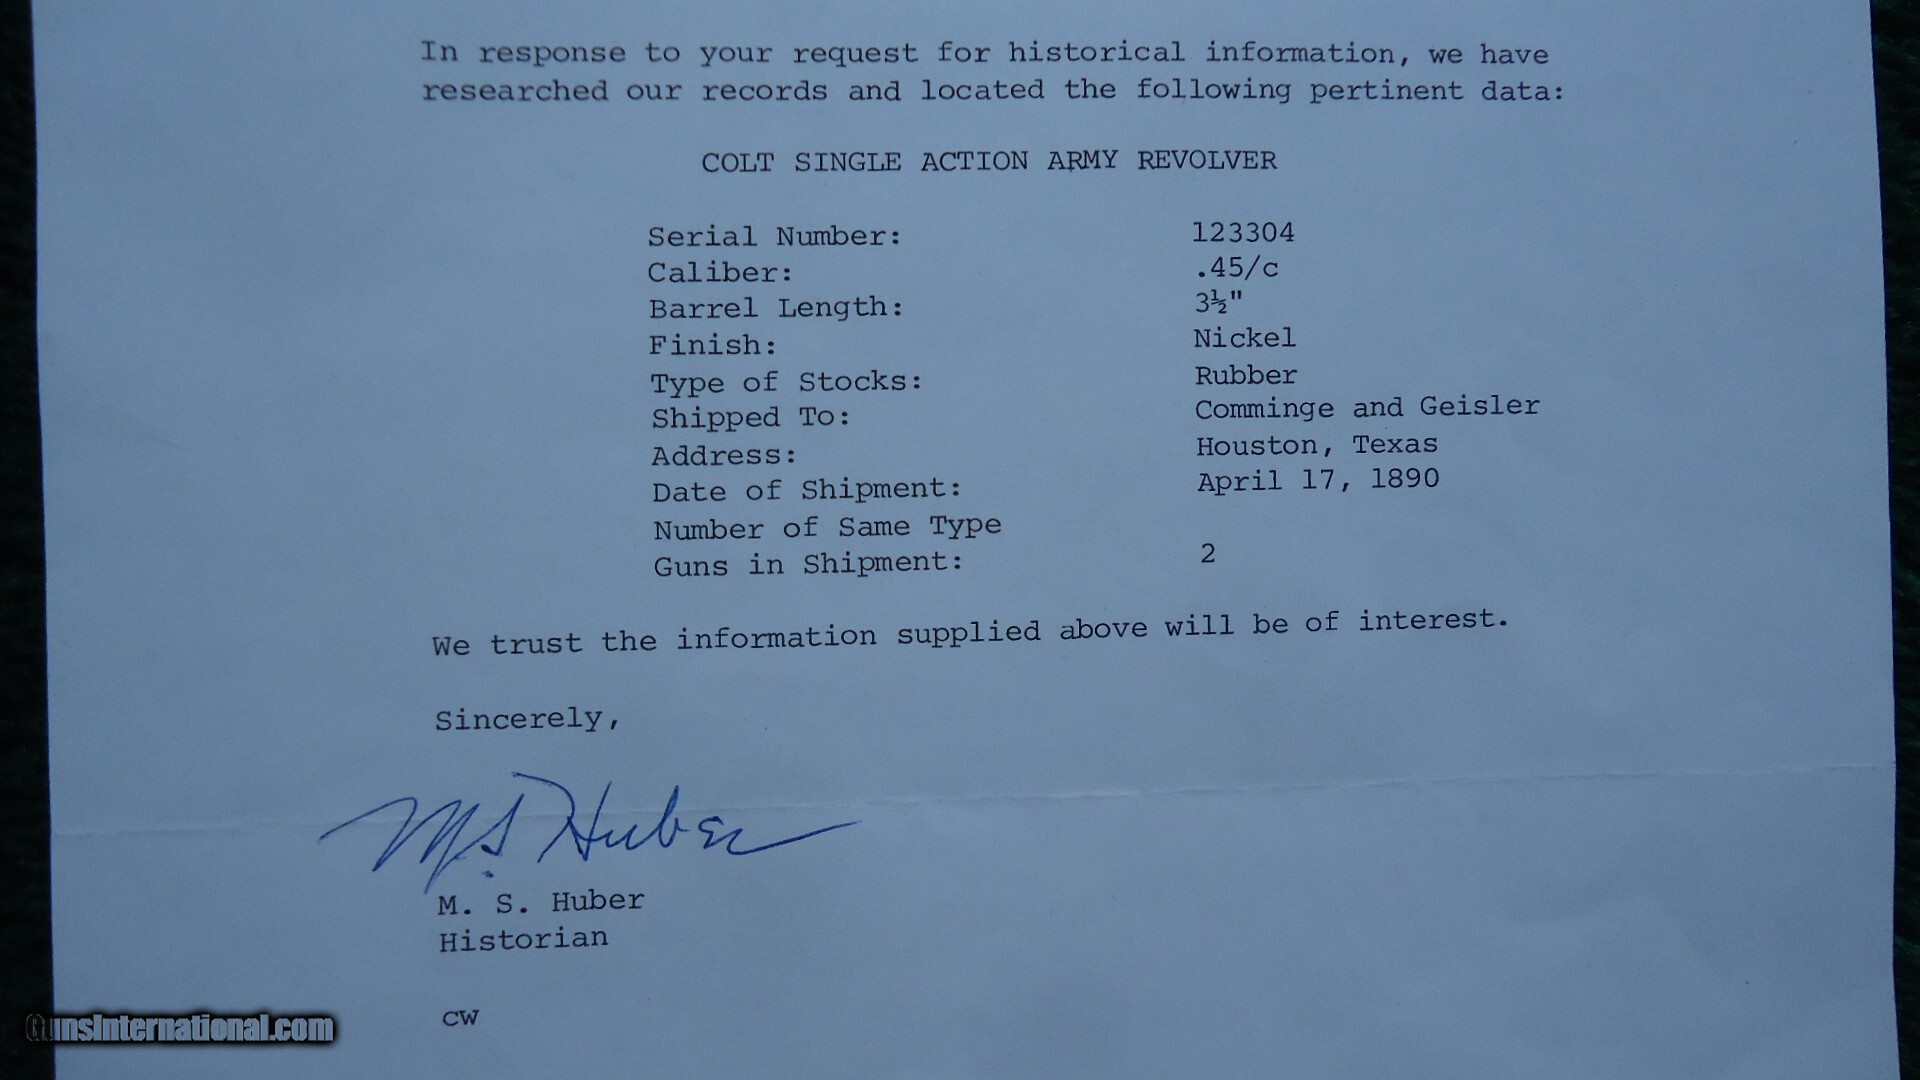 In response to your request for historical information, we have
researched our records and located the following pertinent data:
COLT SINGLE ACTION ARMY REVOLVER
Serial Number: 123304
Caliber: .45/c
Barrel Length: 3½"
Finish: Nickel
Type of Stocks: Rubber
Shipped To: Comminge and Geisler
Address: Houston, Texas
Date of Shipment: April 17, 1890
Number of Same Type
Guns in Shipment: 2
We trust the information supplied above will be of interest.
Sincerely,
M. S. Huber
M. S. Huber
Historian
CW
GunsInternational.com